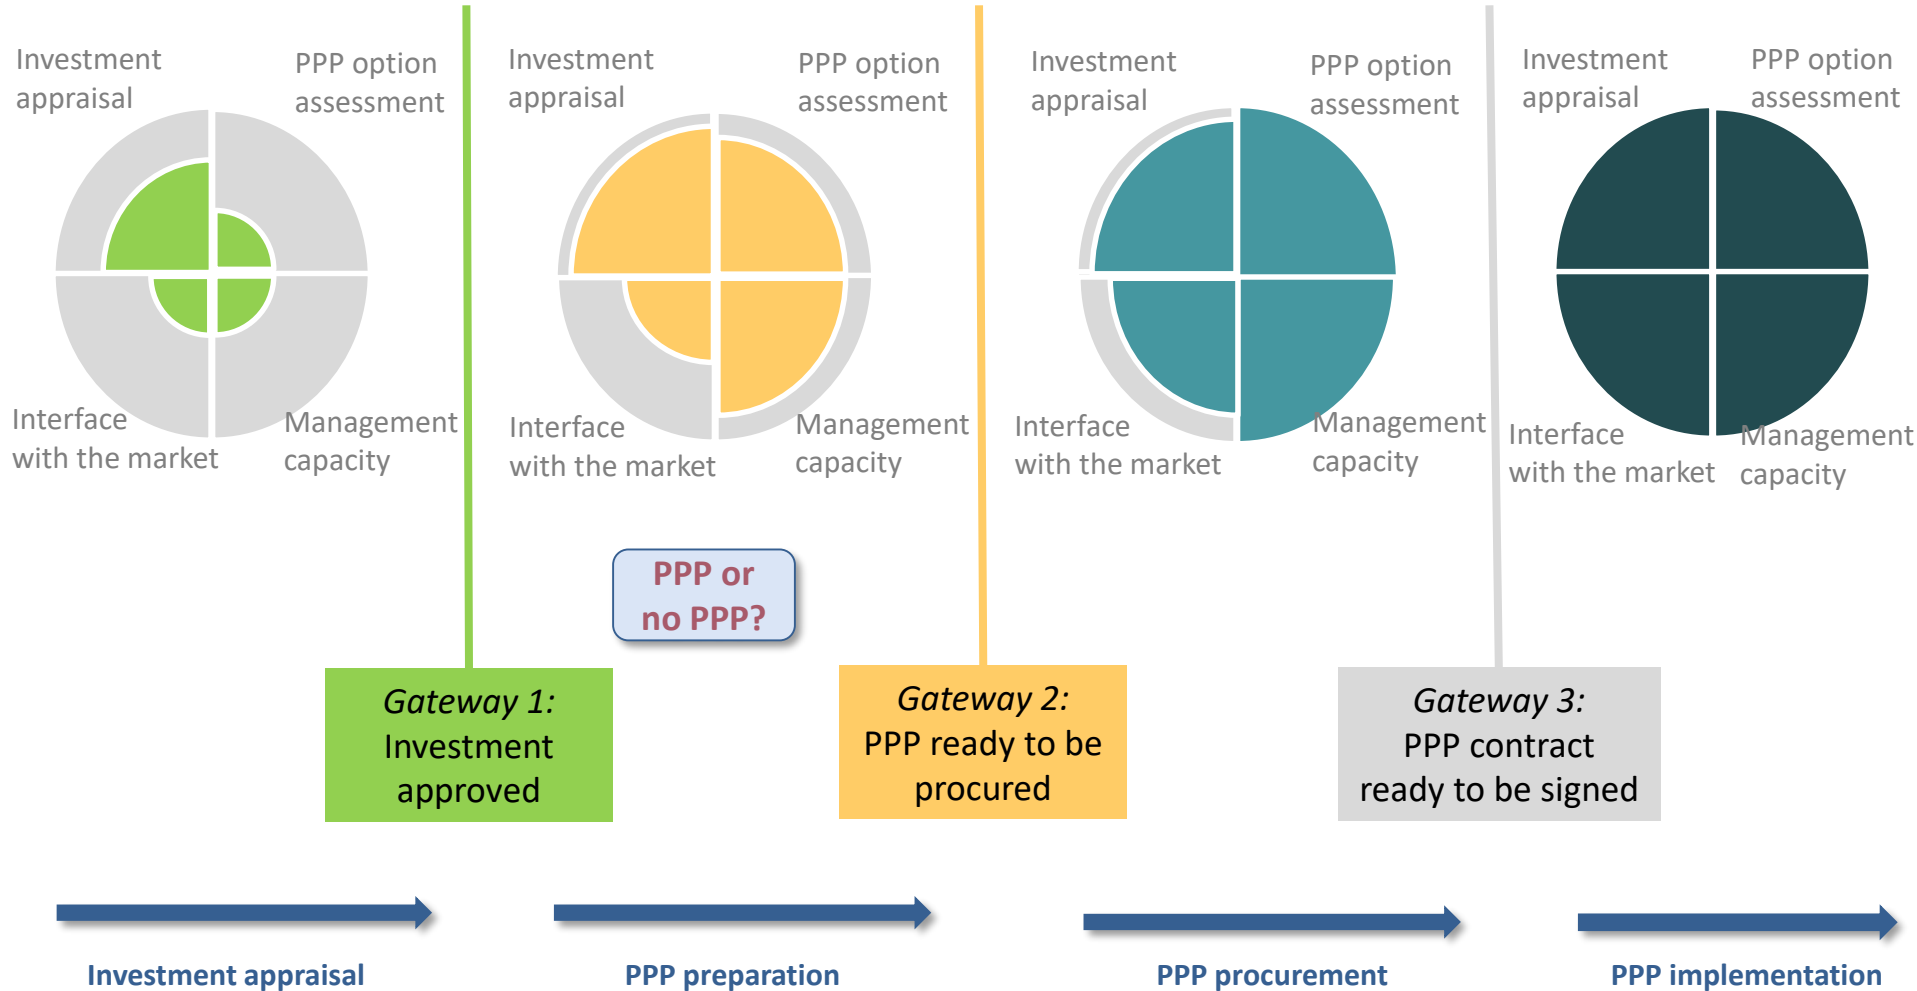 Investment
appraisal
PPP option
assessment
Interface
with the market
Management
capacity
Investment
appraisal
PPP option
assessment
Interface
with the market
Management
capacity
Investment
appraisal
PPP option
assessment
Interface
with the market
Management
capacity
Investment
appraisal
PPP option
assessment
Interface
with the market
Management
capacity
PPP or
no PPP?
Gateway 1:
Investment
approved
Gateway 2:
PPP ready to be
procured
Gateway 3:
PPP contract
ready to be signed
Investment appraisal
PPP preparation
PPP procurement
PPP implementation